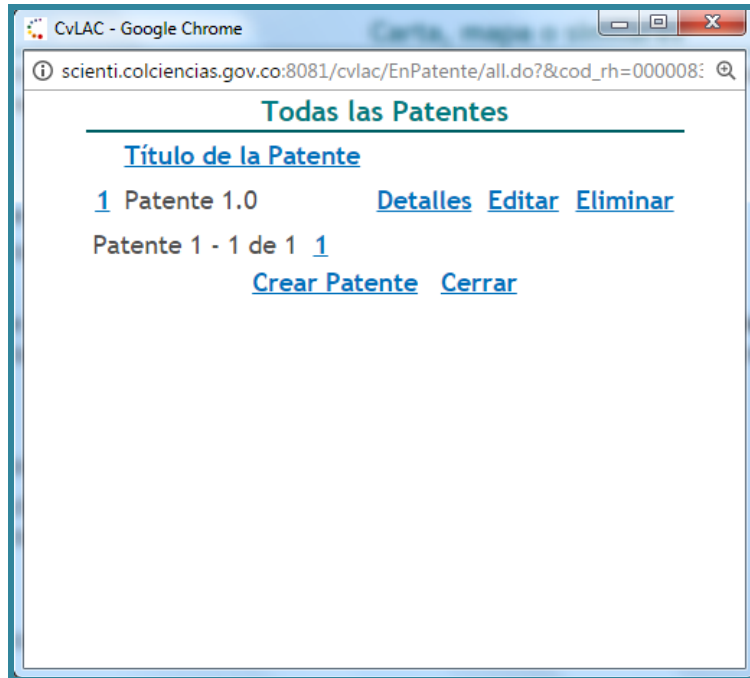 CvLAC - Google Chrome
scienti.colciencias.gov.co:8081/cvlac/EnPatente/all.do?&cod_rh=000008
Todas las Patentes
Título de la Patente
1 Patente 1.0 Detalles Editar Eliminar
Patente 1 - 1 de 1 1
Crear Patente Cerrar